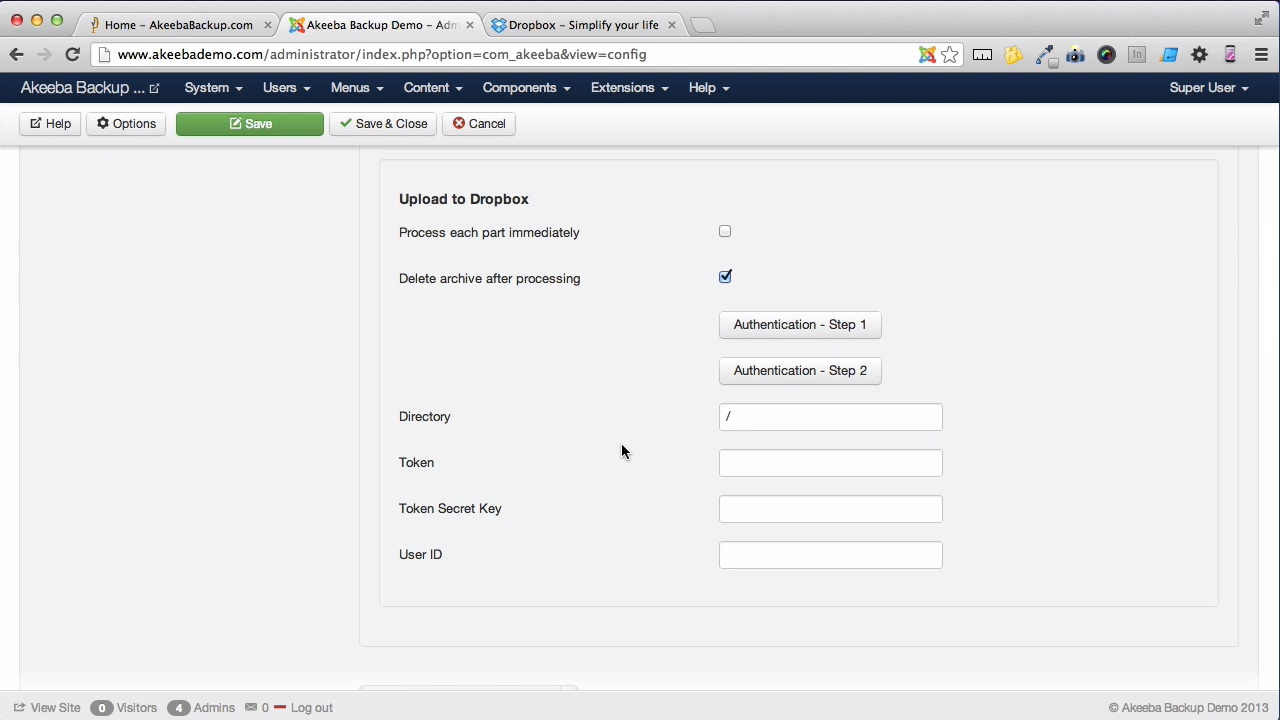 Home – AkeebaBackup.com
Akeeba Backup Demo – Adm
Dropbox – Simplify your life
www.akeebademo.com/administrator/index.php?option=com_akeeba&view=config
Akeeba Backup ... System Users Menus Content Components Extensions Help Super User
Help Options Save Save & Close Cancel
Upload to Dropbox
Process each part immediately
Delete archive after processing
Authentication - Step 1
Authentication - Step 2
Directory /
Token
Token Secret Key
User ID
View Site 0 Visitors 4 Admins 0 Log out © Akeeba Backup Demo 2013